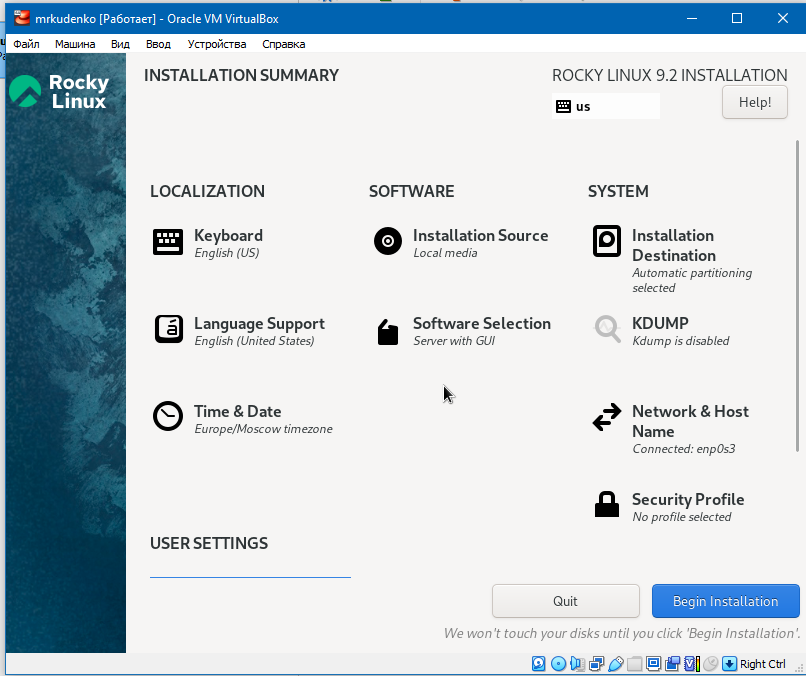 mrkudenko [Работает] - Oracle VM VirtualBox
Файл Машина Вид Ввод Устройства Справка
Rocky
Linux
INSTALLATION SUMMARY
ROCKY LINUX 9.2 INSTALLATION
us
Help!
LOCALIZATION
SOFTWARE
SYSTEM
Keyboard
English (US)
Installation Source
Local media
Installation
Destination
Automatic partitioning
selected
Language Support
English (United States)
Software Selection
Server with GUI
KDUMP
Kdump is disabled
Time & Date
Europe/Moscow timezone
Network & Host
Name
Connected: enp0s3
Security Profile
No profile selected
USER SETTINGS
Quit
Begin Installation
We won't touch your disks until you click 'Begin Installation'.
Right Ctrl